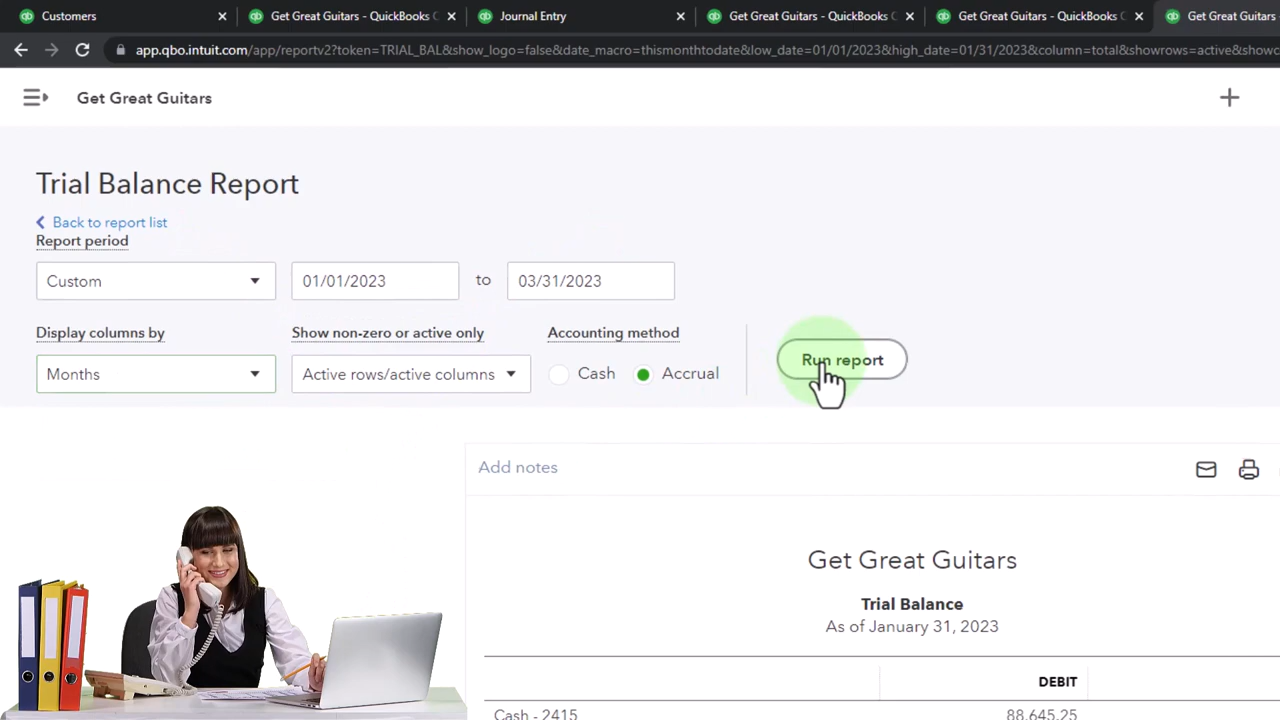 Customers
Get Great Guitars - QuickBooks
Journal Entry
Get Great Guitars - QuickBooks
Get Great Guitars - QuickBooks
Get Great Guitars
app.qbo.intuit.com/app/reportv2?token=TRIAL_BAL&show_logo=false&date_macro=thismonthtodate&low_date=01/01/2023&high_date=01/31/2023&column=total&showrows=active&showc
Get Great Guitars
Trial Balance Report
Back to report list
Report period
Custom 01/01/2023 to 03/31/2023
Display columns by Show non-zero or active only Accounting method
Months Active rows/active columns Cash Accrual Run report
Add notes
Get Great Guitars
Trial Balance
As of January 31, 2023
DEBIT
Cash - 2415 88,645.25